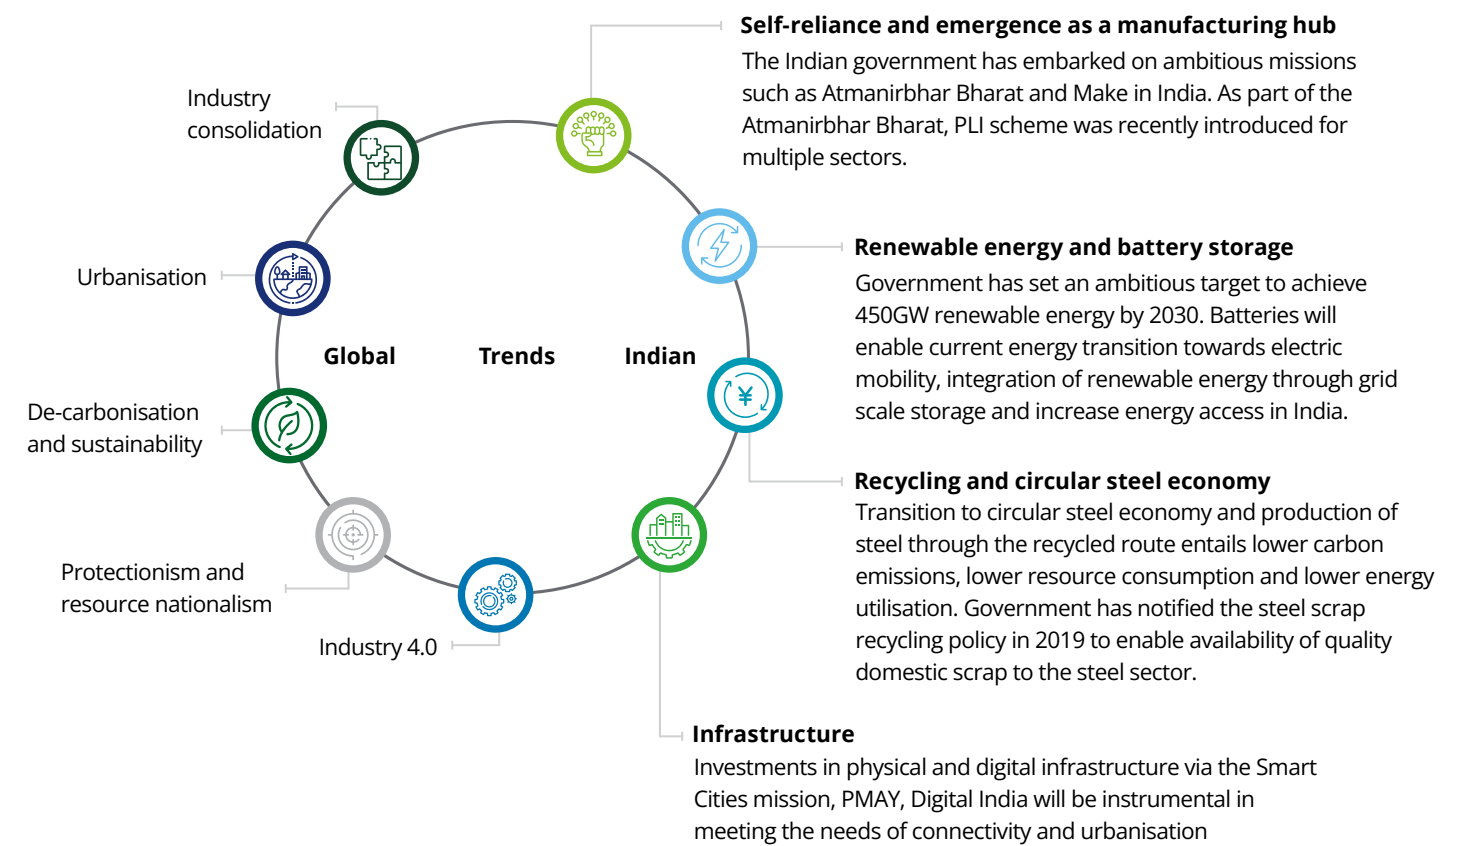 Self-reliance and emergence as a manufacturing hub
The Indian government has embarked on ambitious missions
such as Atmanirbhar Bharat and Make in India. As part of the
Atmanirbhar Bharat, PLI scheme was recently introduced for
multiple sectors.
Industry
consolidation
Urbanisation
De-carbonisation
and sustainability
Protectionism and
resource nationalism
Industry 4.0
Global Trends Indian
¥
Renewable energy and battery storage
Government has set an ambitious target to achieve
450GW renewable energy by 2030. Batteries will
enable current energy transition towards electric
mobility, integration of renewable energy through grid
scale storage and increase energy access in India.
Recycling and circular steel economy
Transition to circular steel economy and production of
steel through the recycled route entails lower carbon
emissions, lower resource consumption and lower energy
utilisation. Government has notified the steel scrap
recycling policy in 2019 to enable availability of quality
domestic scrap to the steel sector.
Infrastructure
Investments in physical and digital infrastructure via the Smart
Cities mission, PMAY, Digital India will be instrumental in
meeting the needs of connectivity and urbanisation